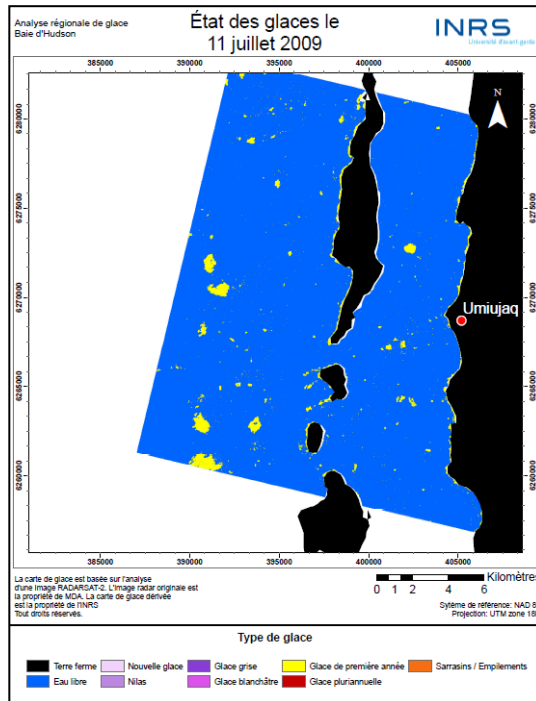 Analyse régionale de glace
Baie d'Hudson
État des glaces le
11 juillet 2009
INRS
Université d'avant-garde
385000 390000 395000 400000 405000
6280000
6275000
6270000
6265000
6260000
6280000
6275000
6270000
6265000
6260000
N
Umiujaq
385000 390000 395000 400000 405000
La carte de glace est basée sur l'analyse
d'une image RADARSAT-2. L'image radar originale est
la propriété de MDA. La carte de glace dérivée
est la propriété de l'INRS
Tout droits réservés.
Kilomètres
0 1 2 4 6
Sytème de référence: NAD 8
Projection: UTM zone 18
Type de glace
Terre ferme Nouvelle glace Glace grise Glace de première année Sarrasins / Empilements
Eau libre Nilas Glace blanchâtre Glace pluriannuelle